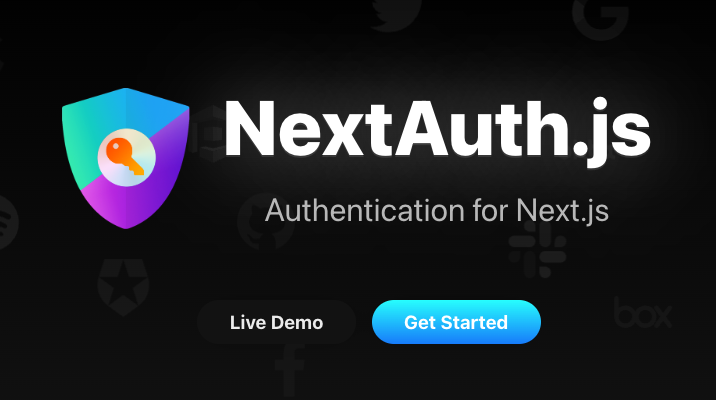 NextAuth.js
Authentication for Next.js
Live Demo
Get Started
box